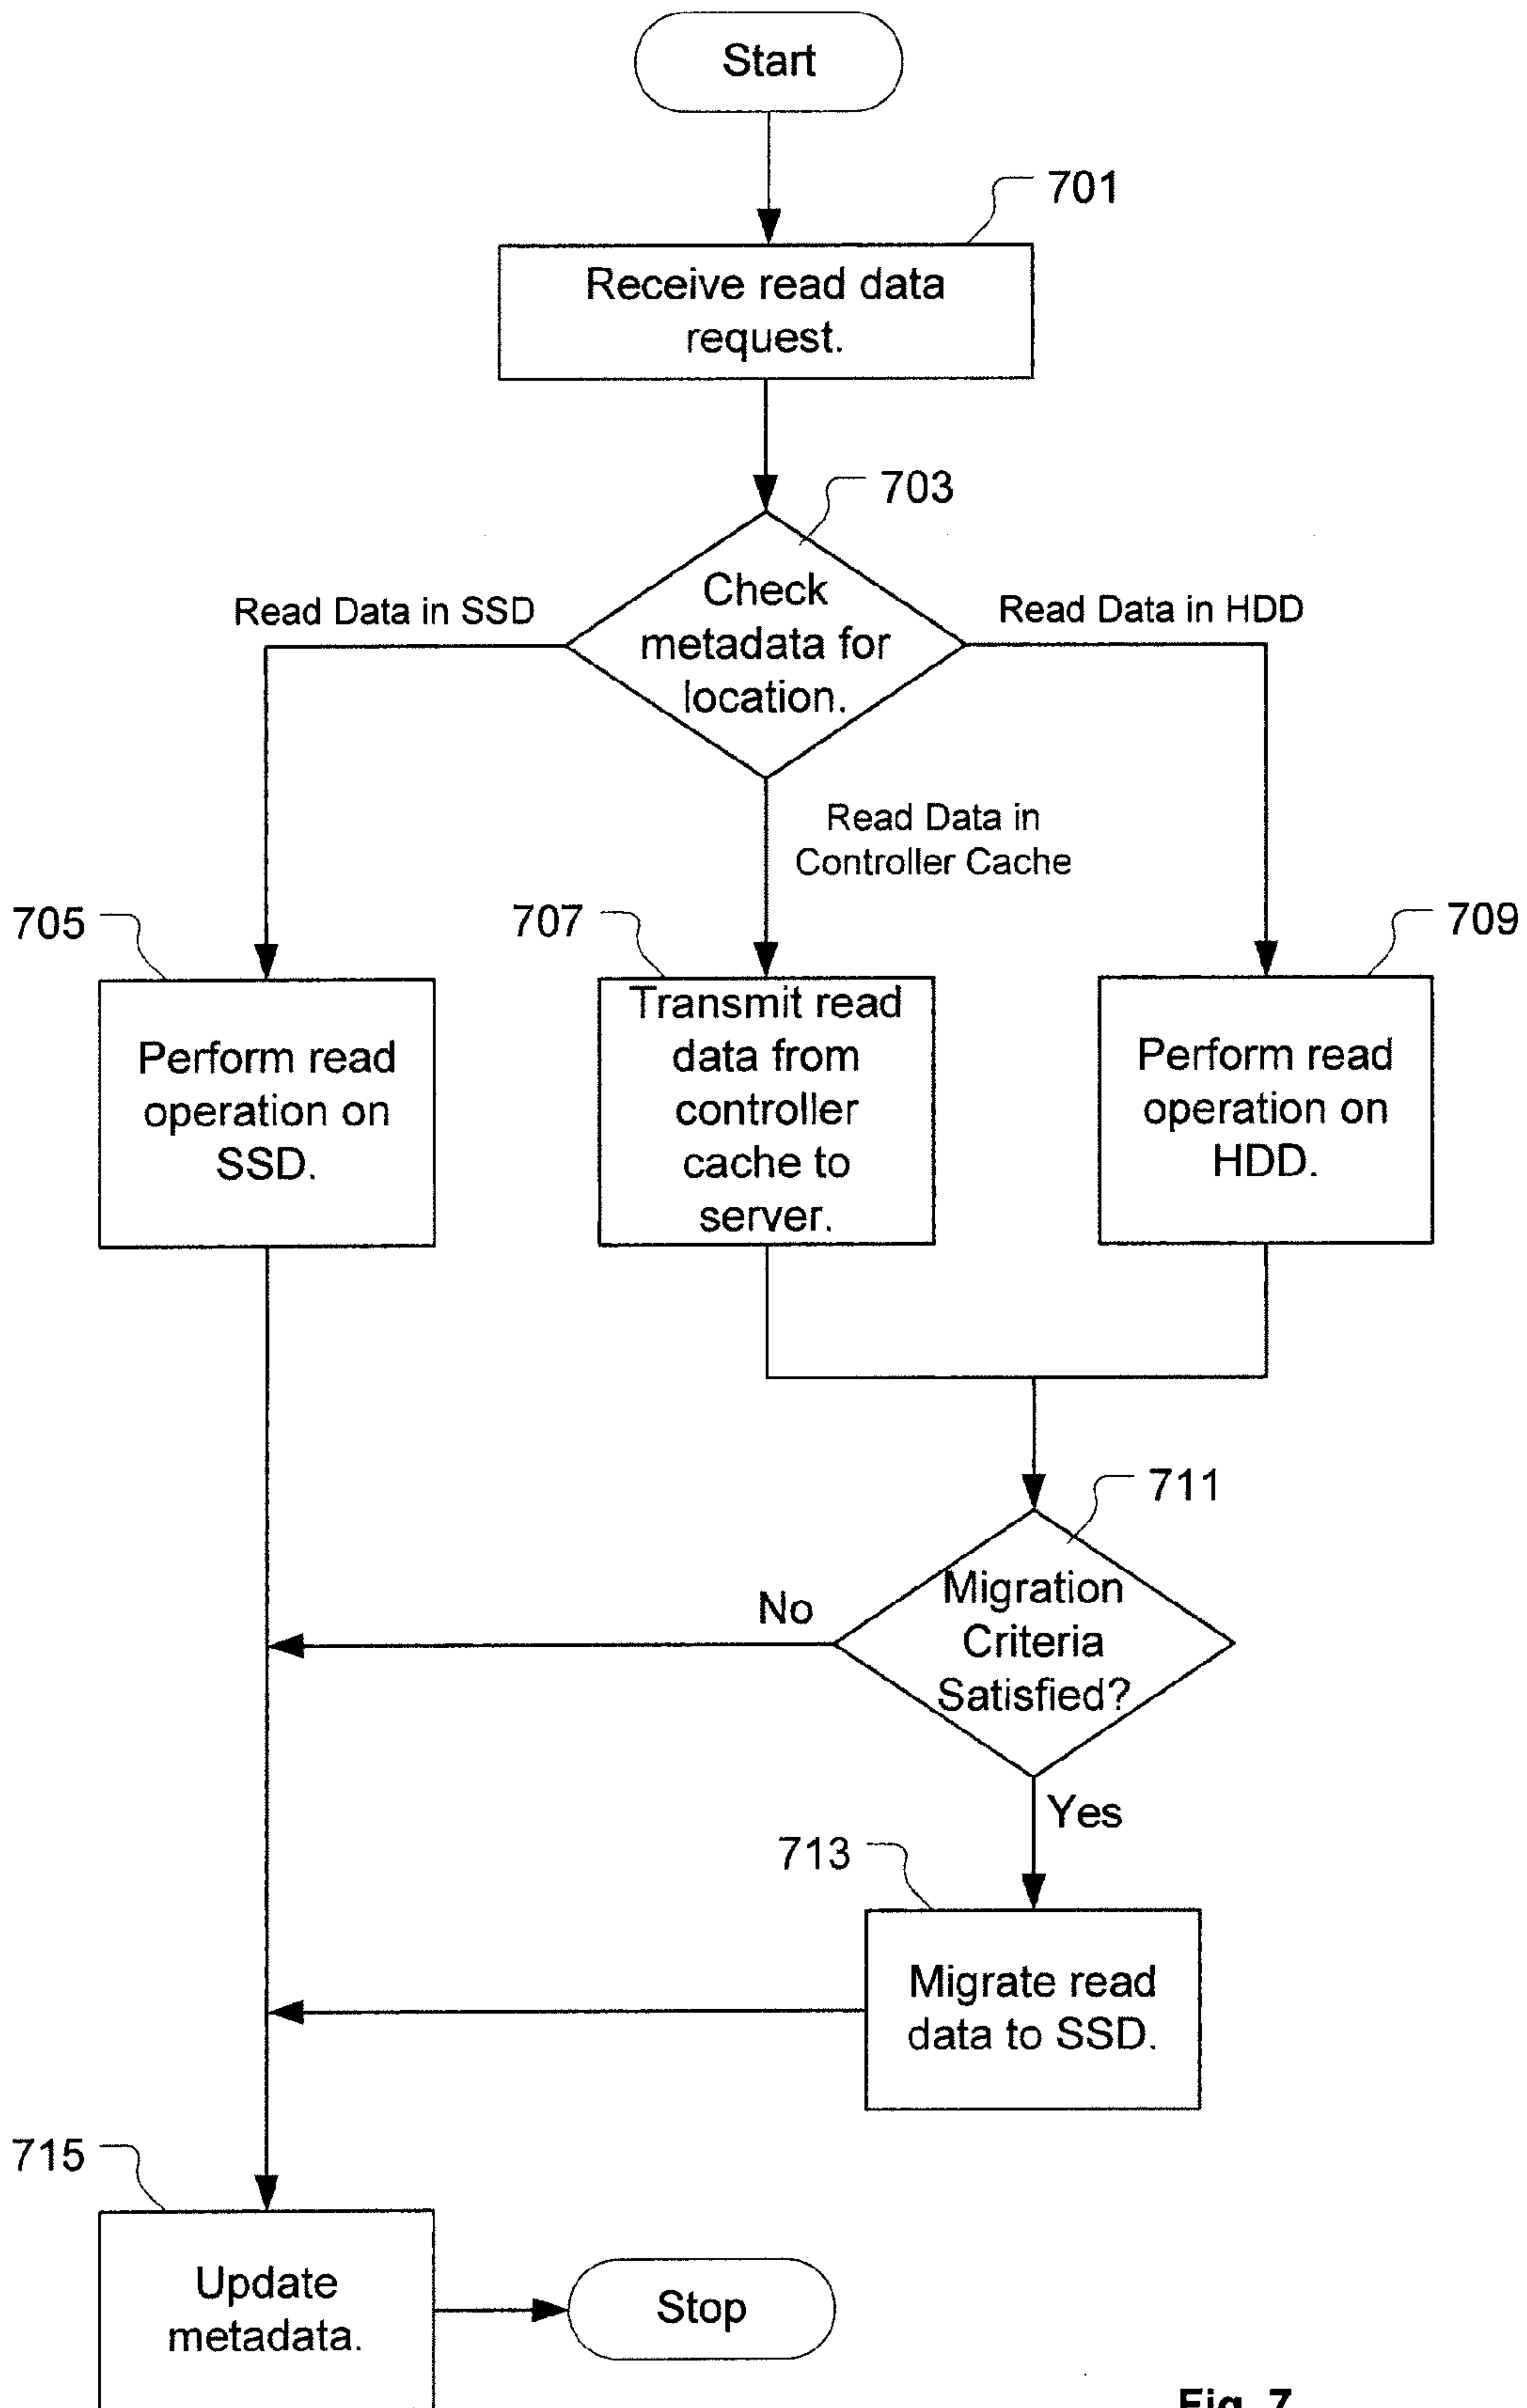 Start
701
Receive read data
request.
703
Check
metadata for
location.
Read Data in SSD
Read Data in HDD
Read Data in
Controller Cache
705
707
709
Perform read
operation on
SSD.
Transmit read
data from
controller
cache to
server.
Perform read
operation on
HDD.
711
Migration
Criteria
Satisfied?
No
Yes
713
Migrate read
data to SSD.
715
Update
metadata.
Stop
Fig. 7